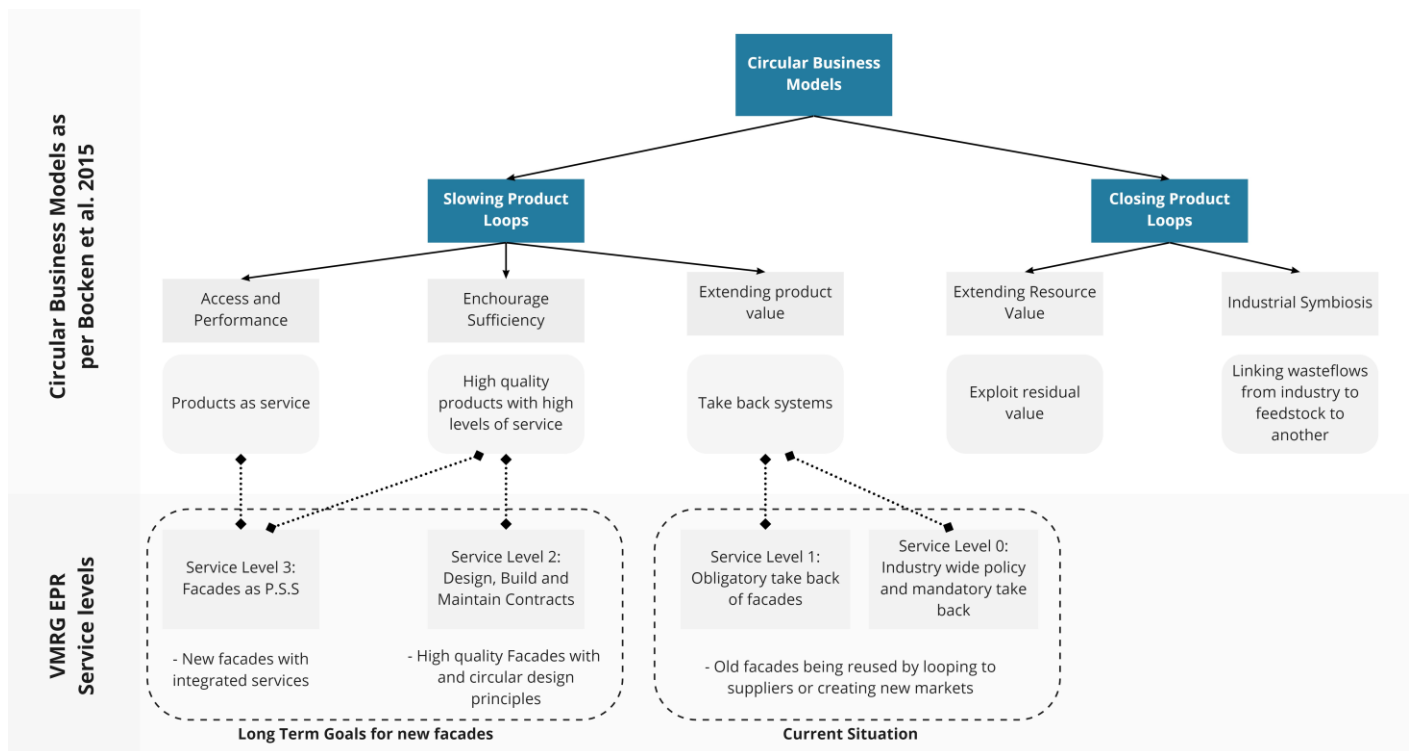 Circular Business Models as
per Bocken et al. 2015
Circular Business
Models
Slowing Product
Loops
Closing Product
Loops
Access and
Performance
Enchourage
Sufficiency
Extending product
value
Extending Resource
Value
Industrial Symbiosis
Products as service
High quality
products with high
levels of service
Take back systems
Exploit residual
value
Linking wasteflows
from industry to
feedstock to
another
VMRG EPR
Service levels
Service Level 3:
Facades as P.S.S
Service Level 2:
Design, Build and
Maintain Contracts
Service Level 1:
Obligatory take back
of facades
Service Level 0:
Industry wide policy
and mandatory take
back
- New facades with
integrated services
- High quality Facades with
and circular design
principles
- Old facades being reused by looping to
suppliers or creating new markets
Long Term Goals for new facades
Current Situation